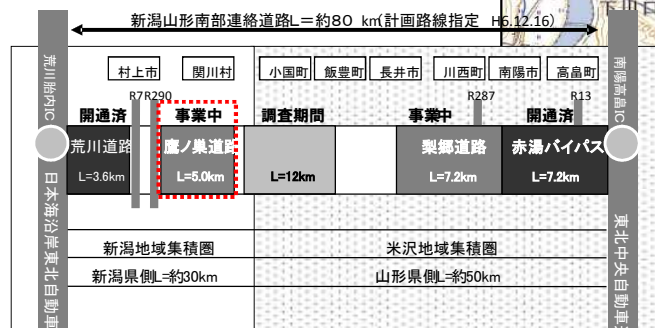 新潟山形南部連絡道路L=約80 km(計画路線指定 H6.12.16)
荒川胎内IC
村上市
関川村
小国町
飯豊町
長井市
川西町
南陽市
高畠町
南陽高畠IC
R7
R290
R287
R13
開通済
事業中
調査期間
事業中
開通済
荒川道路
鷹ノ巣道路
梨郷道路
赤湯バイパス
L=3.6km
L=5.0km
L=12km
L=7.2km
L=7.2km
日本海沿岸東北自動車
東北中央自動車
新潟地域集積圏
米沢地域集積圏
新潟県側L=約30km
山形県側L=約50km